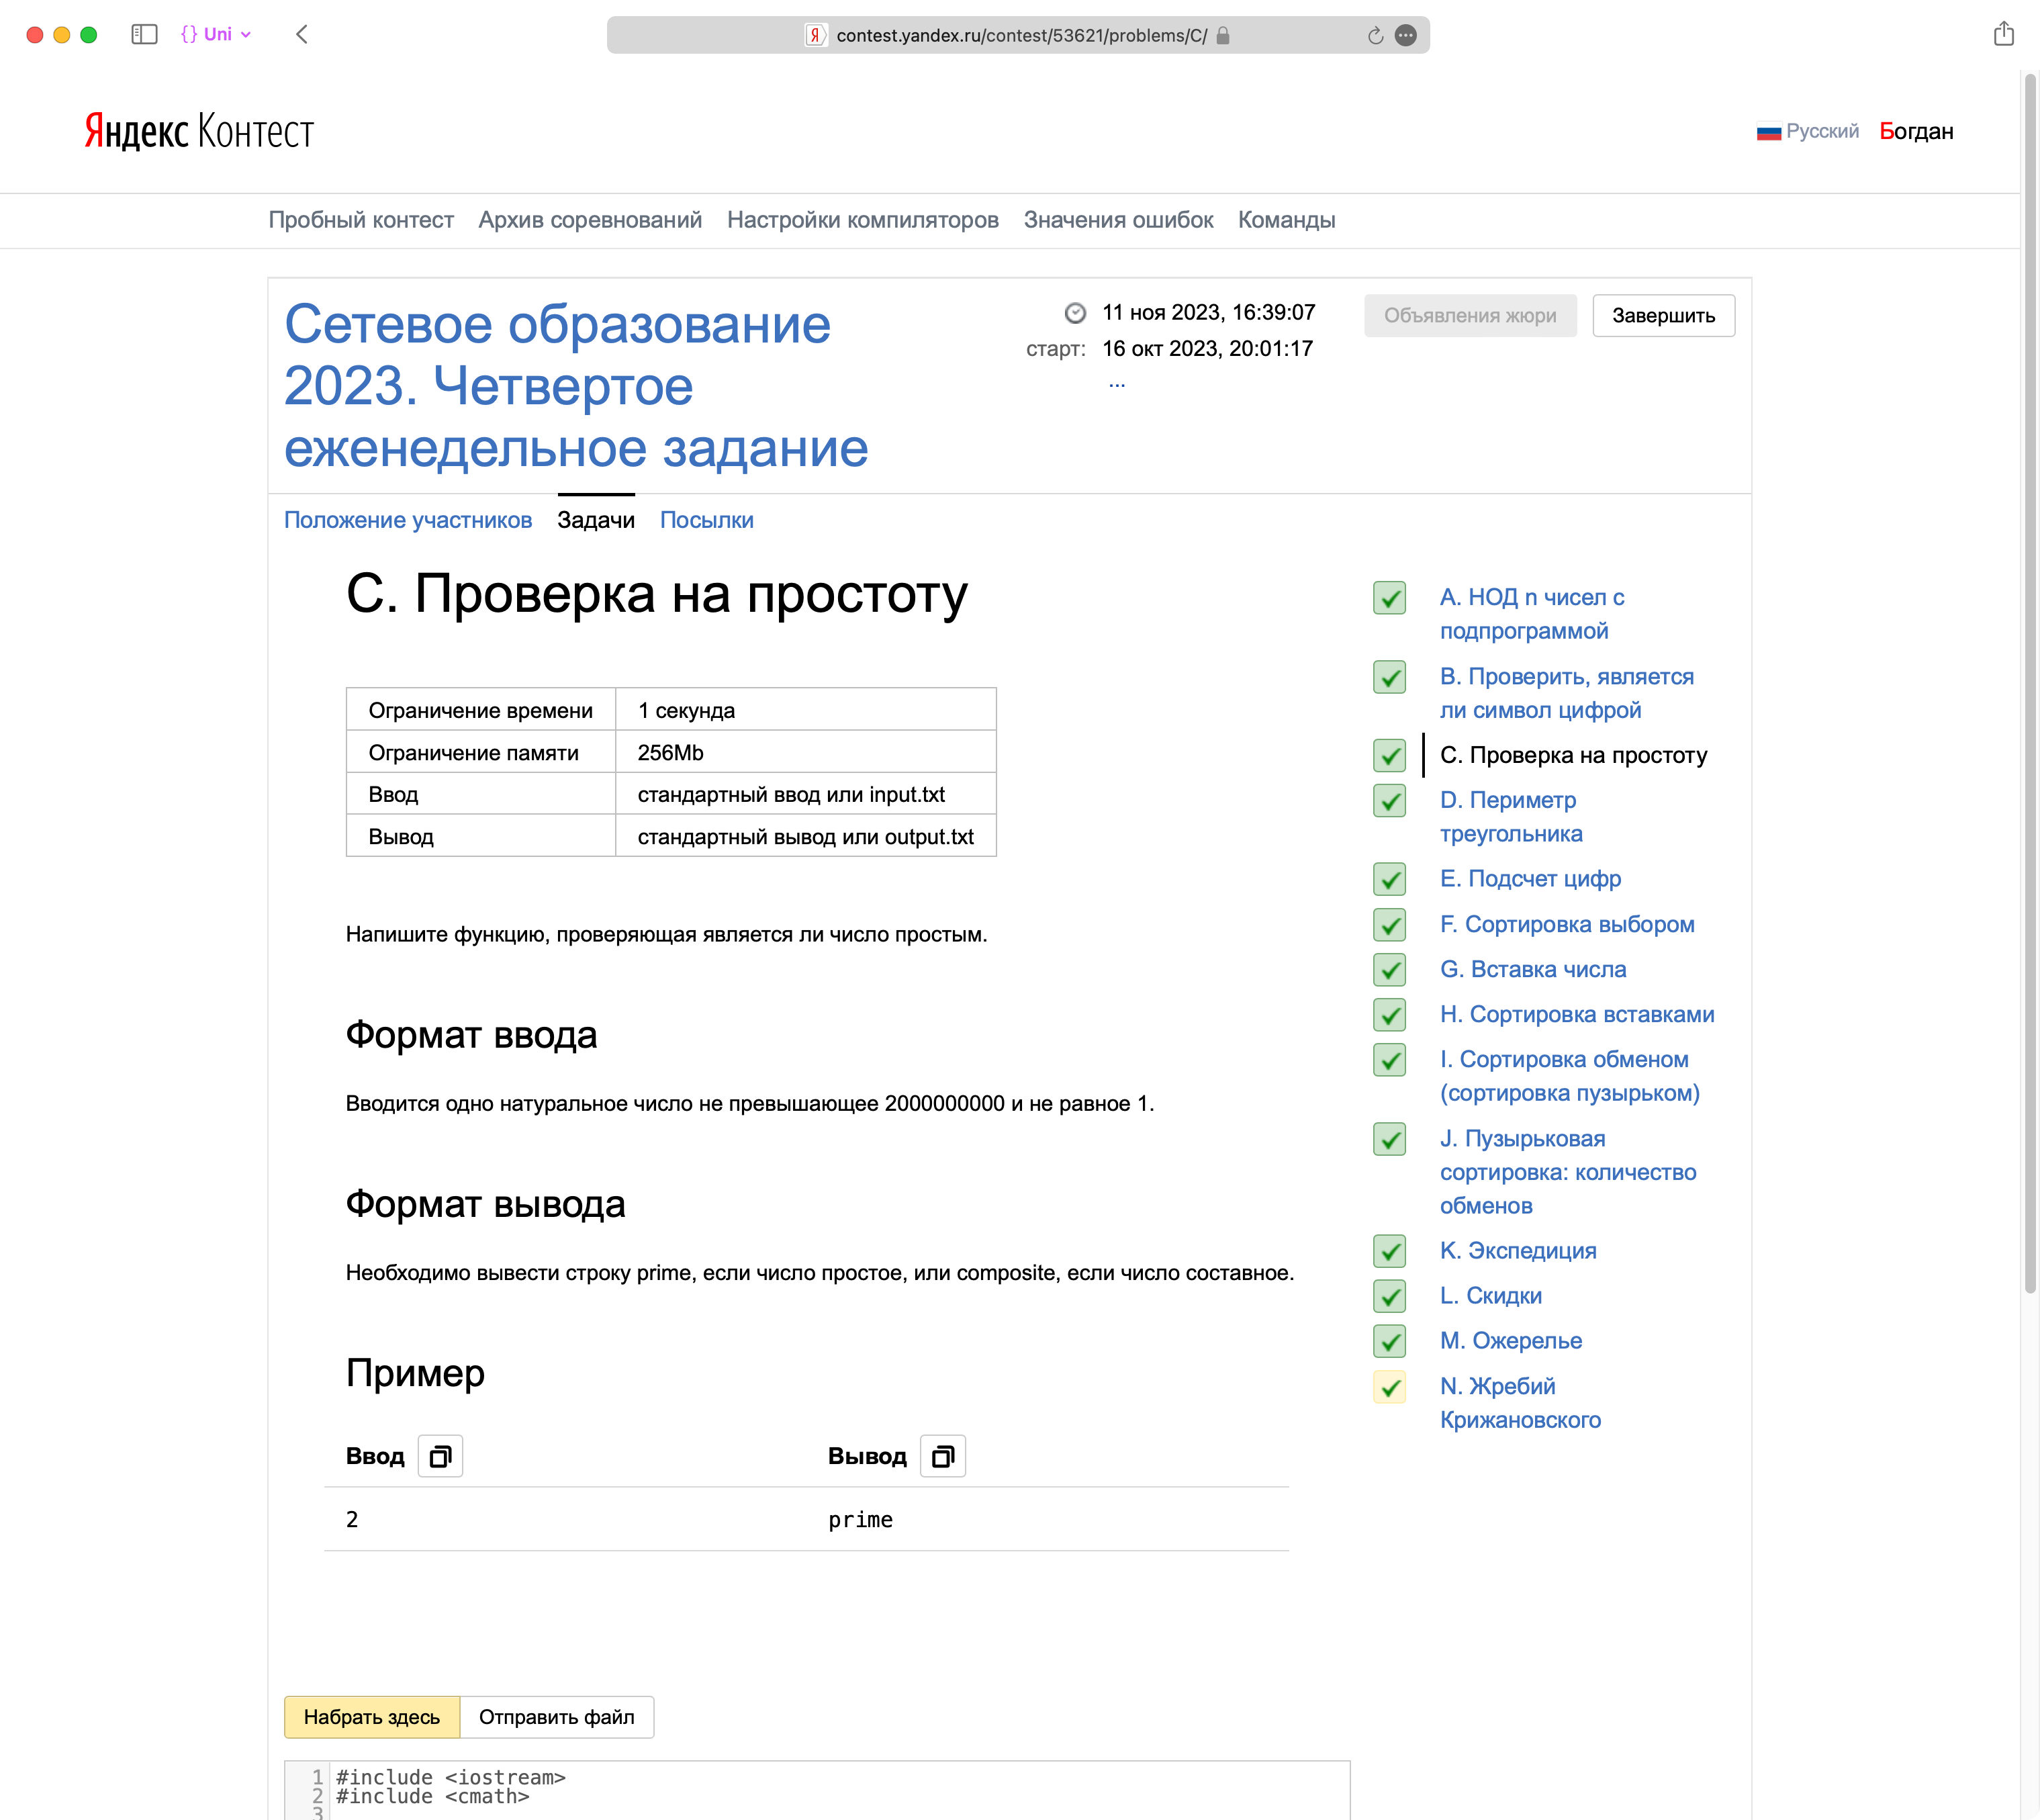 {} Uni
contest.yandex.ru/contest/53621/problems/C/
Яндекс Контест
Русский Богдан
Пробный контест Архив соревнований Настройки компиляторов Значения ошибок Команды
Сетевое образование
2023. Четвертое
еженедельное задание
11 ноя 2023, 16:39:07
старт: 16 окт 2023, 20:01:17
...
Объявления жюри Завершить
Положение участников Задачи Посылки
C. Проверка на простоту
Ограничение времени 1 секунда
Ограничение памяти 256Mb
Ввод стандартный ввод или input.txt
Вывод стандартный вывод или output.txt
Напишите функцию, проверяющая является ли число простым.
Формат ввода
Вводится одно натуральное число не превышающее 2000000000 и не равное 1.
Формат вывода
Необходимо вывести строку prime, если число простое, или composite, если число составное.
Пример
Ввод Вывод
2 prime
A. НОД n чисел с
подпрограммой
B. Проверить, является
ли символ цифрой
C. Проверка на простоту
D. Периметр
треугольника
E. Подсчет цифр
F. Сортировка выбором
G. Вставка числа
H. Сортировка вставками
I. Сортировка обменом
(сортировка пузырьком)
J. Пузырьковая
сортировка: количество
обменов
K. Экспедиция
L. Скидки
M. Ожерелье
N. Жребий
Крижановского
Набрать здесь Отправить файл
1 #include <iostream>
2 #include <cmath>
3